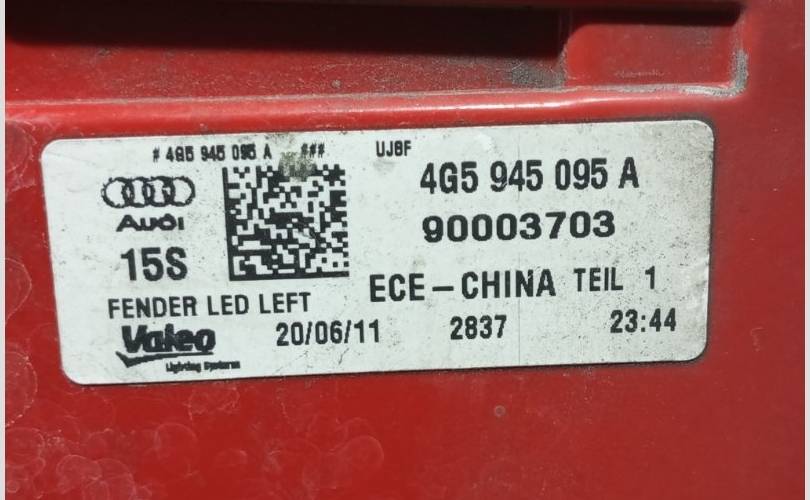 # 4G5 945 095 A ###
UJ8F
4G5 945 095 A
Audi
90003703
15S
ECE-CHINA TEIL 1
FENDER LED LEFT
Valeo 20/06/11 2837 23:44
Lighting Systems